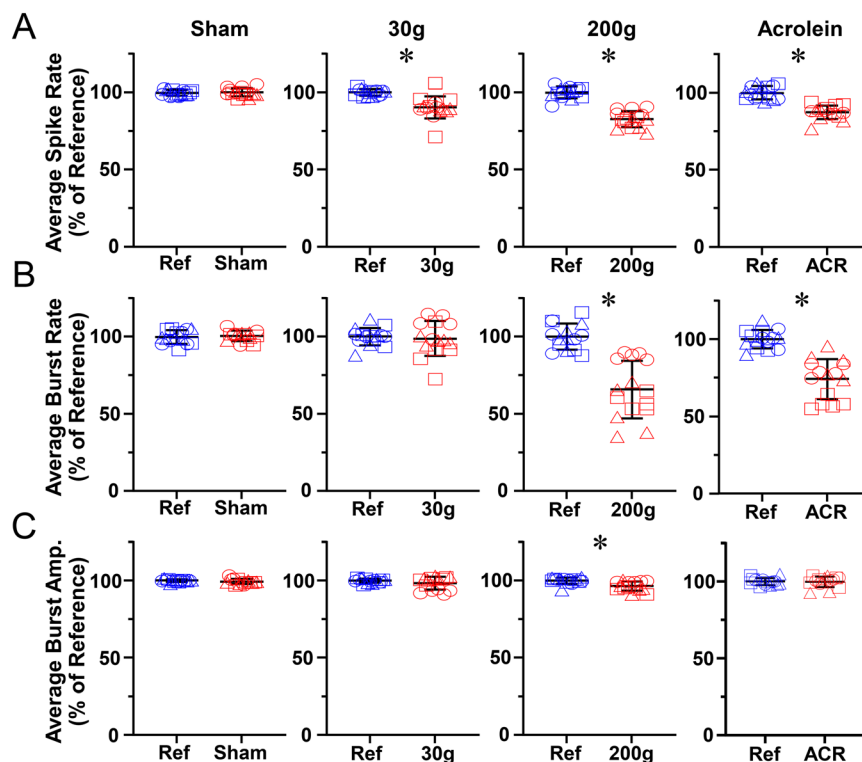 A
Sham 30g 200g Acrolein
* * *
Average Spike Rate
(% of Reference)
100 100 100 100
50 50 50 50
0 0 0 0
Ref Sham Ref 30g Ref 200g Ref ACR
B
* *
Average Burst Rate
(% of Reference)
100 100 100 100
50 50 50 50
0 0 0 0
Ref Sham Ref 30g Ref 200g Ref ACR
C
*
Average Burst Amp.
(% of Reference)
100 100 100 100
50 50 50 50
0 0 0 0
Ref Sham Ref 30g Ref 200g Ref ACR